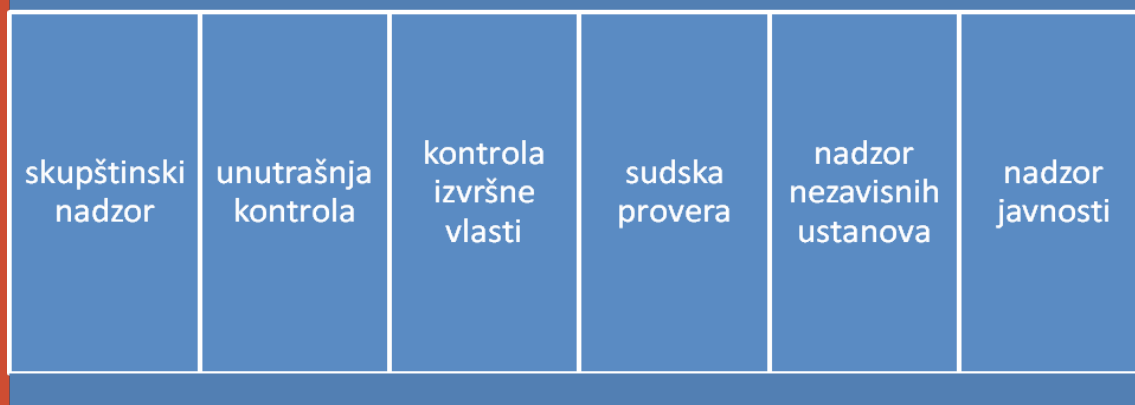 skupštinski
nadzor
unutrašnja
kontrola
kontrola
izvršne
vlasti
sudska
provera
nadzor
nezavisnih
ustanova
nadzor
javnosti